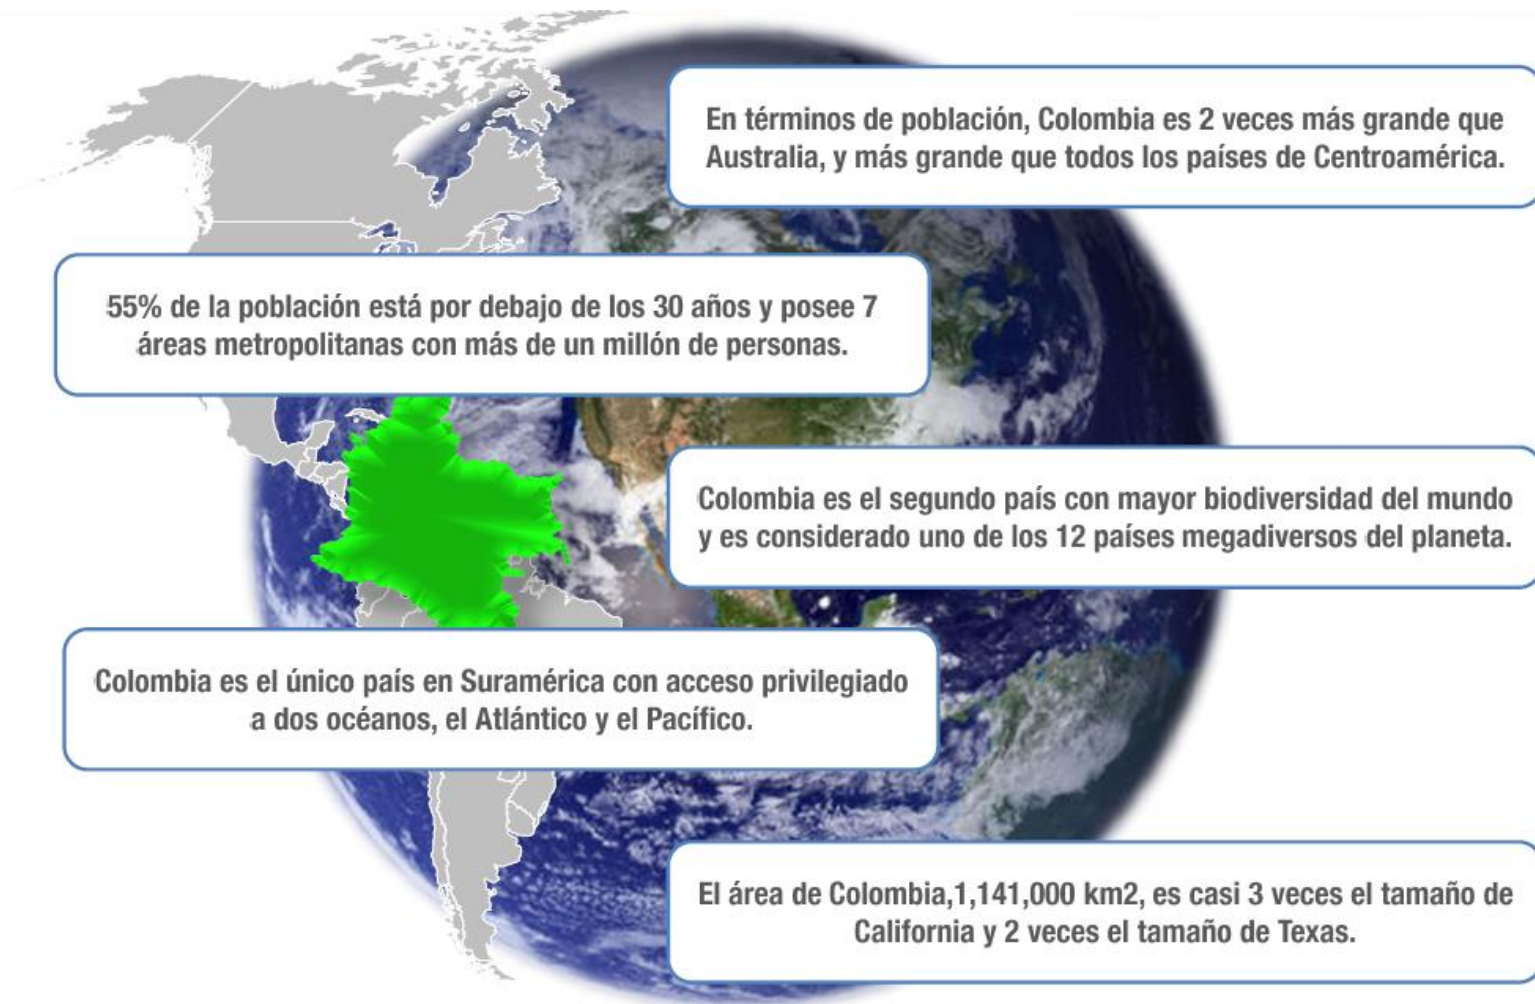 En términos de población, Colombia es 2 veces más grande que
Australia, y más grande que todos los países de Centroamérica.
55% de la población está por debajo de los 30 años y posee 7
áreas metropolitanas con más de un millón de personas.
Colombia es el segundo país con mayor biodiversidad del mundo
y es considerado uno de los 12 países megadiversos del planeta.
Colombia es el único país en Suramérica con acceso privilegiado
a dos océanos, el Atlántico y el Pacífico.
El área de Colombia,1,141,000 km2, es casi 3 veces el tamaño de
California y 2 veces el tamaño de Texas.